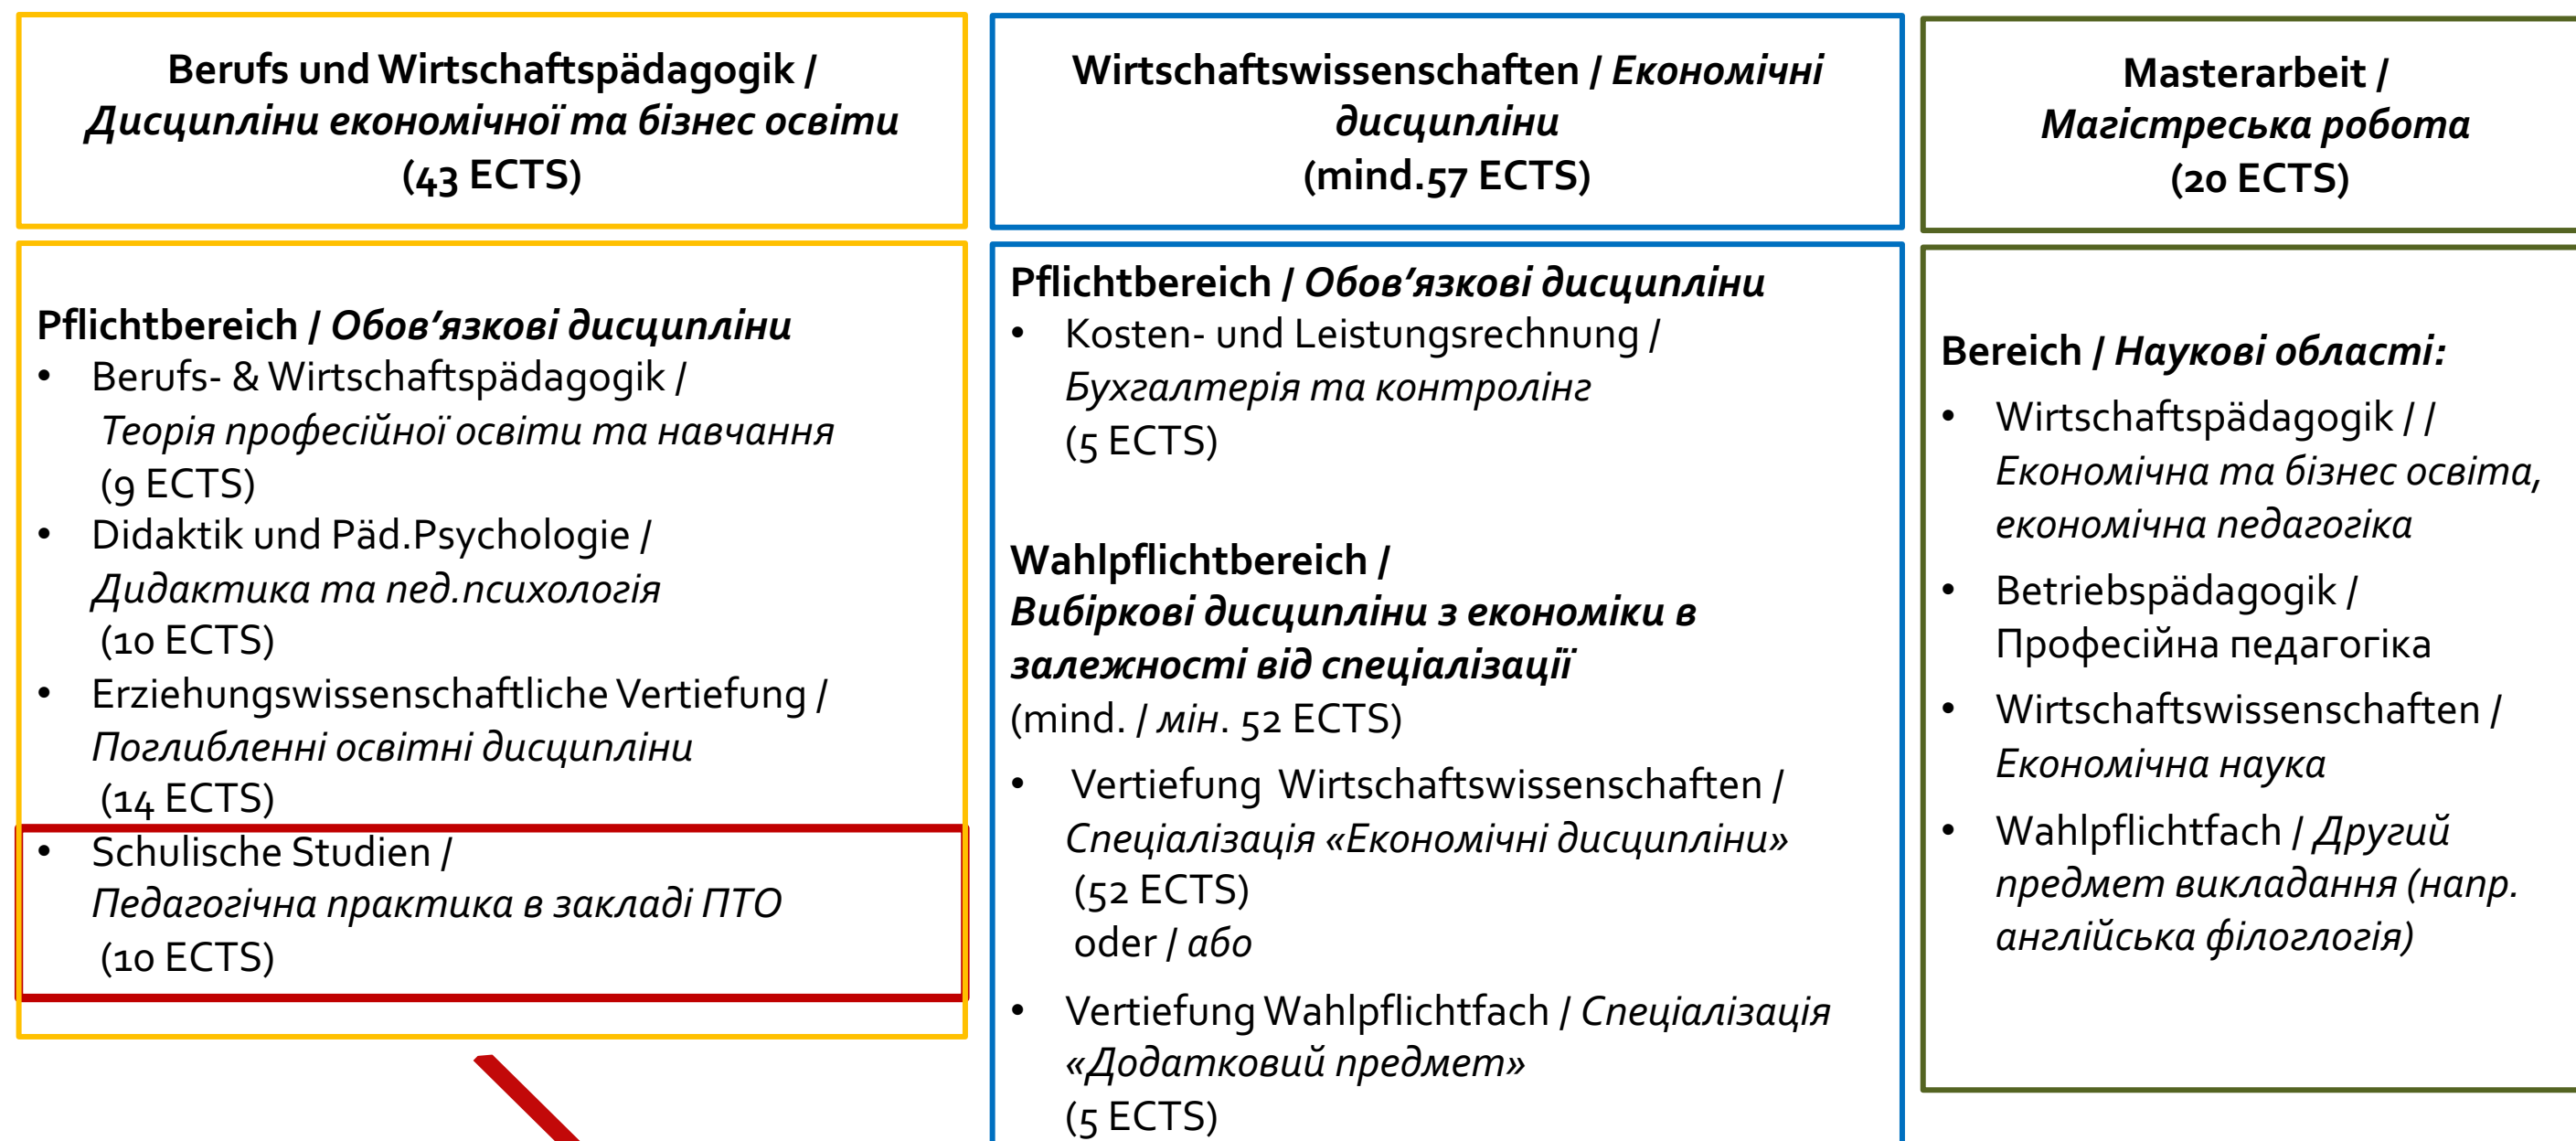 Berufs und Wirtschaftspädagogik /
Дисципліни економічної та бізнес освіти
(43 ECTS)
Pflichtbereich / Обов’язкові дисципліни
• Berufs- & Wirtschaftspädagogik /
Теорія професійної освіти та навчання
(9 ECTS)
• Didaktik und Päd.Psychologie /
Дидактика та пед.психологія
(10 ECTS)
• Erziehungswissenschaftliche Vertiefung /
Поглибленні освітні дисципліни
(14 ECTS)
• Schulische Studien /
Педагогічна практика в закладі ПТО
(10 ECTS)
Wirtschaftswissenschaften / Економічні
дисципліни
(mind.57 ECTS)
Pflichtbereich / Обов’язкові дисципліни
• Kosten- und Leistungsrechnung /
Бухгалтерія та контролінг
(5 ECTS)
Wahlpflichtbereich /
Вибіркові дисципліни з економіки в
залежності від спеціалізації
(mind. / мін. 52 ECTS)
• Vertiefung Wirtschaftswissenschaften /
Спеціалізація «Економічні дисципліни»
(52 ECTS)
oder / або
• Vertiefung Wahlpflichtfach / Спеціалізація
«Додатковий предмет»
(5 ECTS)
Masterarbeit /
Магістреська робота
(20 ECTS)
Bereich / Наукові області:
• Wirtschaftspädagogik / /
Економічна та бізнес освіта,
економічна педагогіка
• Betriebspädagogik /
Професійна педагогіка
• Wirtschaftswissenschaften /
Економічна наука
• Wahlpflichtfach / Другий
предмет викладання (напр.
англійська філоглогія)